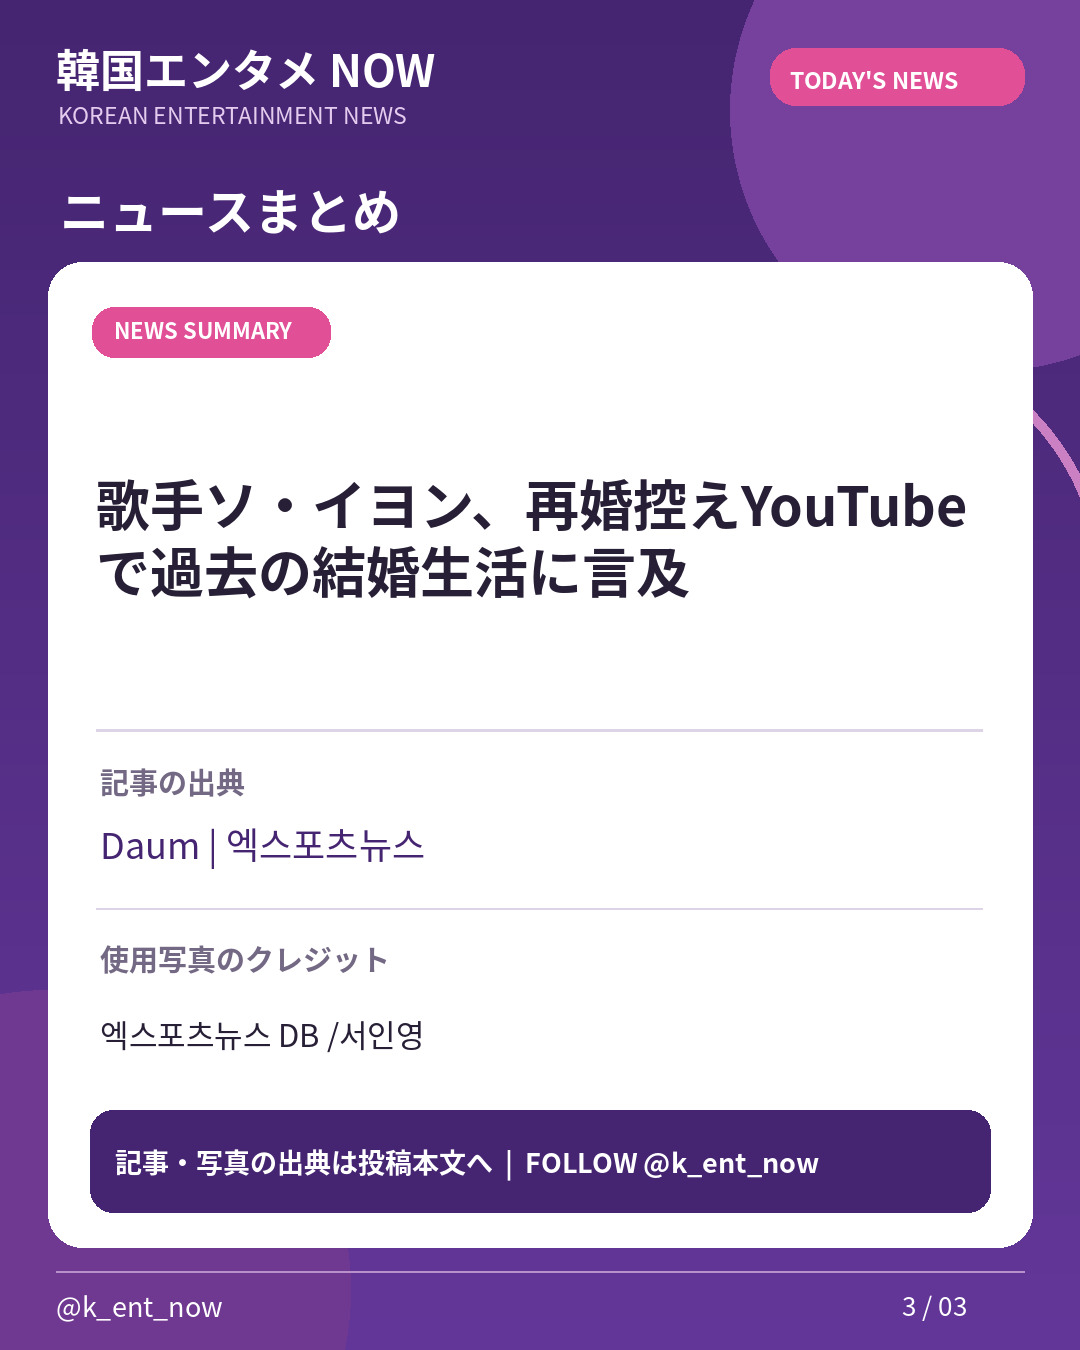 韓国エンタメ NOW
KOREAN ENTERTAINMENT NEWS
TODAY'S NEWS
ニュースまとめ
NEWS SUMMARY
歌手ソ・イヨン、再婚控えYouTube
で過去の結婚生活に言及
記事の出典
Daum | 엑스포츠뉴스
使用写真のクレジット
엑스포츠뉴스 DB /서인영
記事・写真の出典は投稿本文へ | FOLLOW @k_ent_now
@k_ent_now
3 / 03